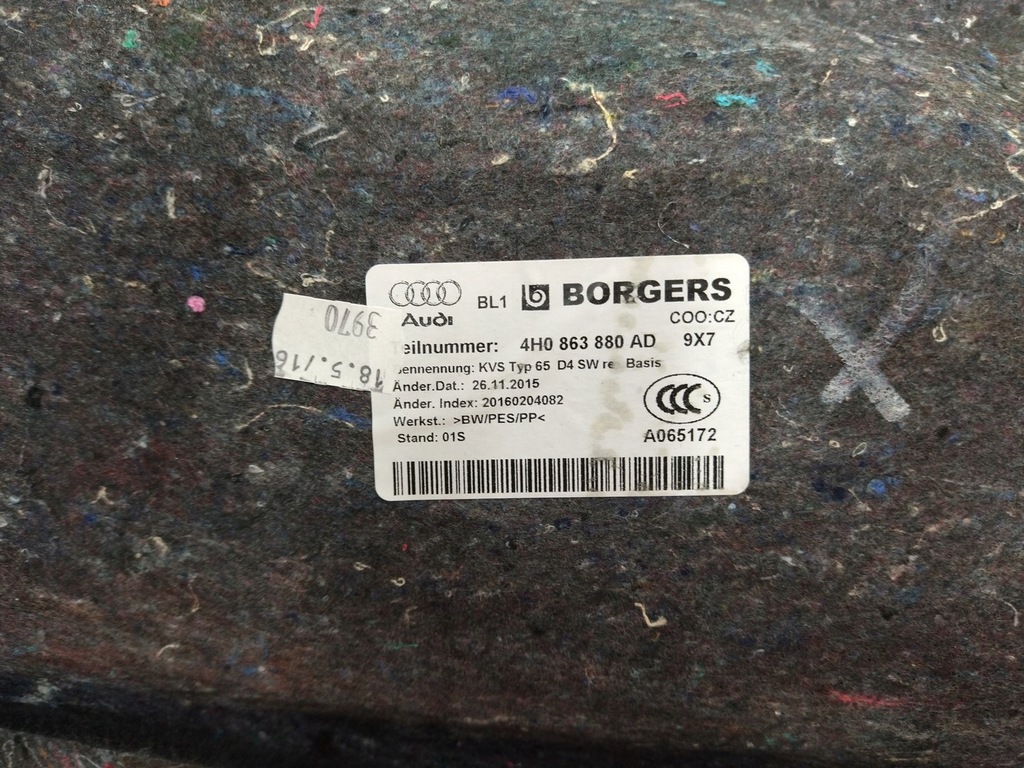 Audi BL1 BORGERS
COO:CZ
eilnummer: 4H0 863 880 AD 9X7
ennennung: KVS Typ 65 D4 SW re Basis
Änder.Dat.: 26.11.2015
Änder. Index: 20160204082
Werkst.: >BW/PES/PP<
Stand: 01S
CCC S
A065172
3970
18.5./16
X